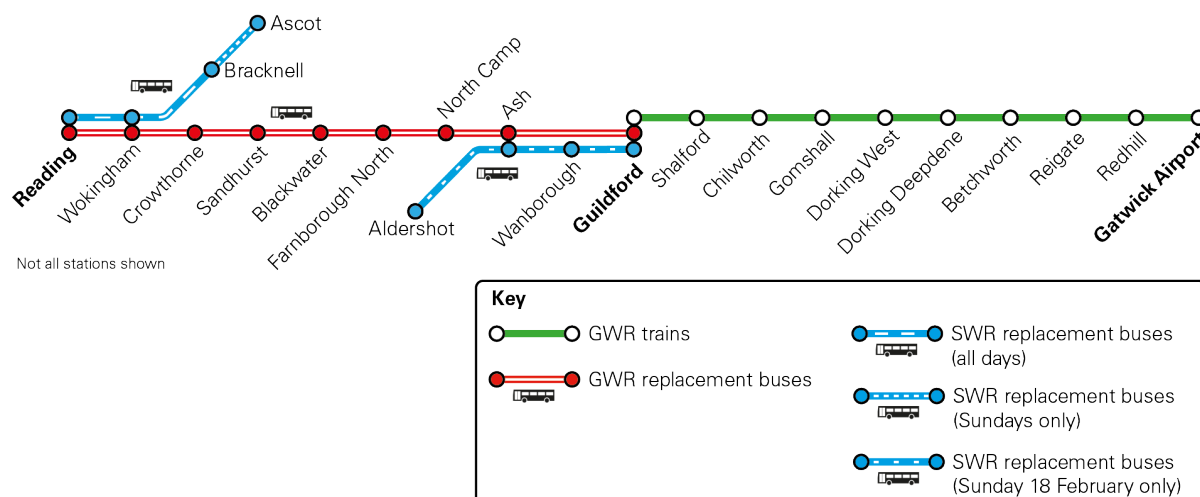 Ascot
Bracknell
North Camp
Ash
Reading
Wokingham
Crowthorne
Sandhurst
Blackwater
Farnborough North
Aldershot
Wanborough
Guildford
Shalford
Chilworth
Gomshall
Dorking West
Dorking Deepdene
Betchworth
Reigate
Redhill
Gatwick Airport
Not all stations shown
Key
GWR trains
GWR replacement buses
SWR replacement buses
(all days)
SWR replacement buses
(Sundays only)
SWR replacement buses
(Sunday 18 February only)